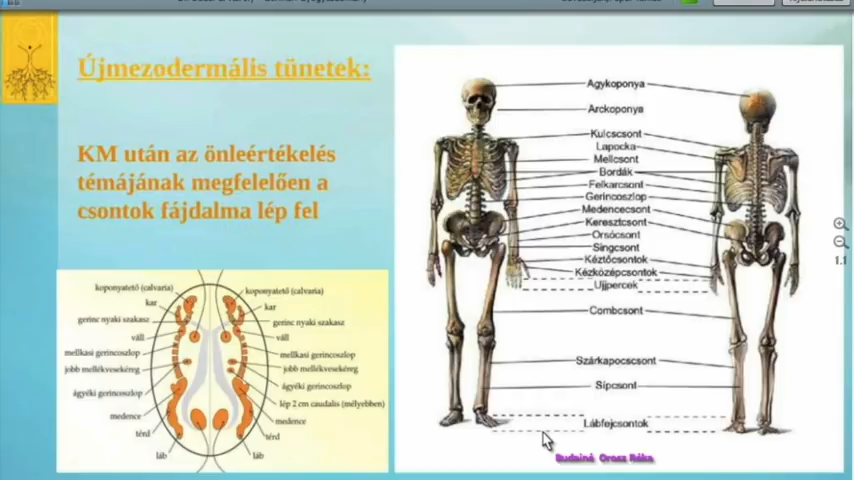 Újmezodermális tünetek:
KM után az önleértékelés
témájának megfelelően a
csontok fájdalma lép fel
koponyatető (calvaria)
kar
gerinc nyaki szakasz
váll
mellkasi gerincoszlop
jobb mellékvesekéreg
ágyéki gerincoszlop
medence
térd
láb
koponyatető (calvaria)
kar
gerinc nyaki szakasz
váll
mellkasi gerincoszlop
jobb mellékvesekéreg
ágyéki gerincoszlop
lép 2 cm caudalis (mélyebben)
medence
térd
láb
Agykoponya
Arckoponya
Kulcscsont
Lapocka
Mellcsont
Bordák
Felkarcsont
Gerincoszlop
Medencecsont
Keresztcsont
Orsócsont
Singcsont
Kéztőcsontok
Kézközépcsontok
Ujjpercek
Combcsont
Szárkapocscsont
Sípcsont
Lábfejcsontok
Budainé Orosz Réka
1.1